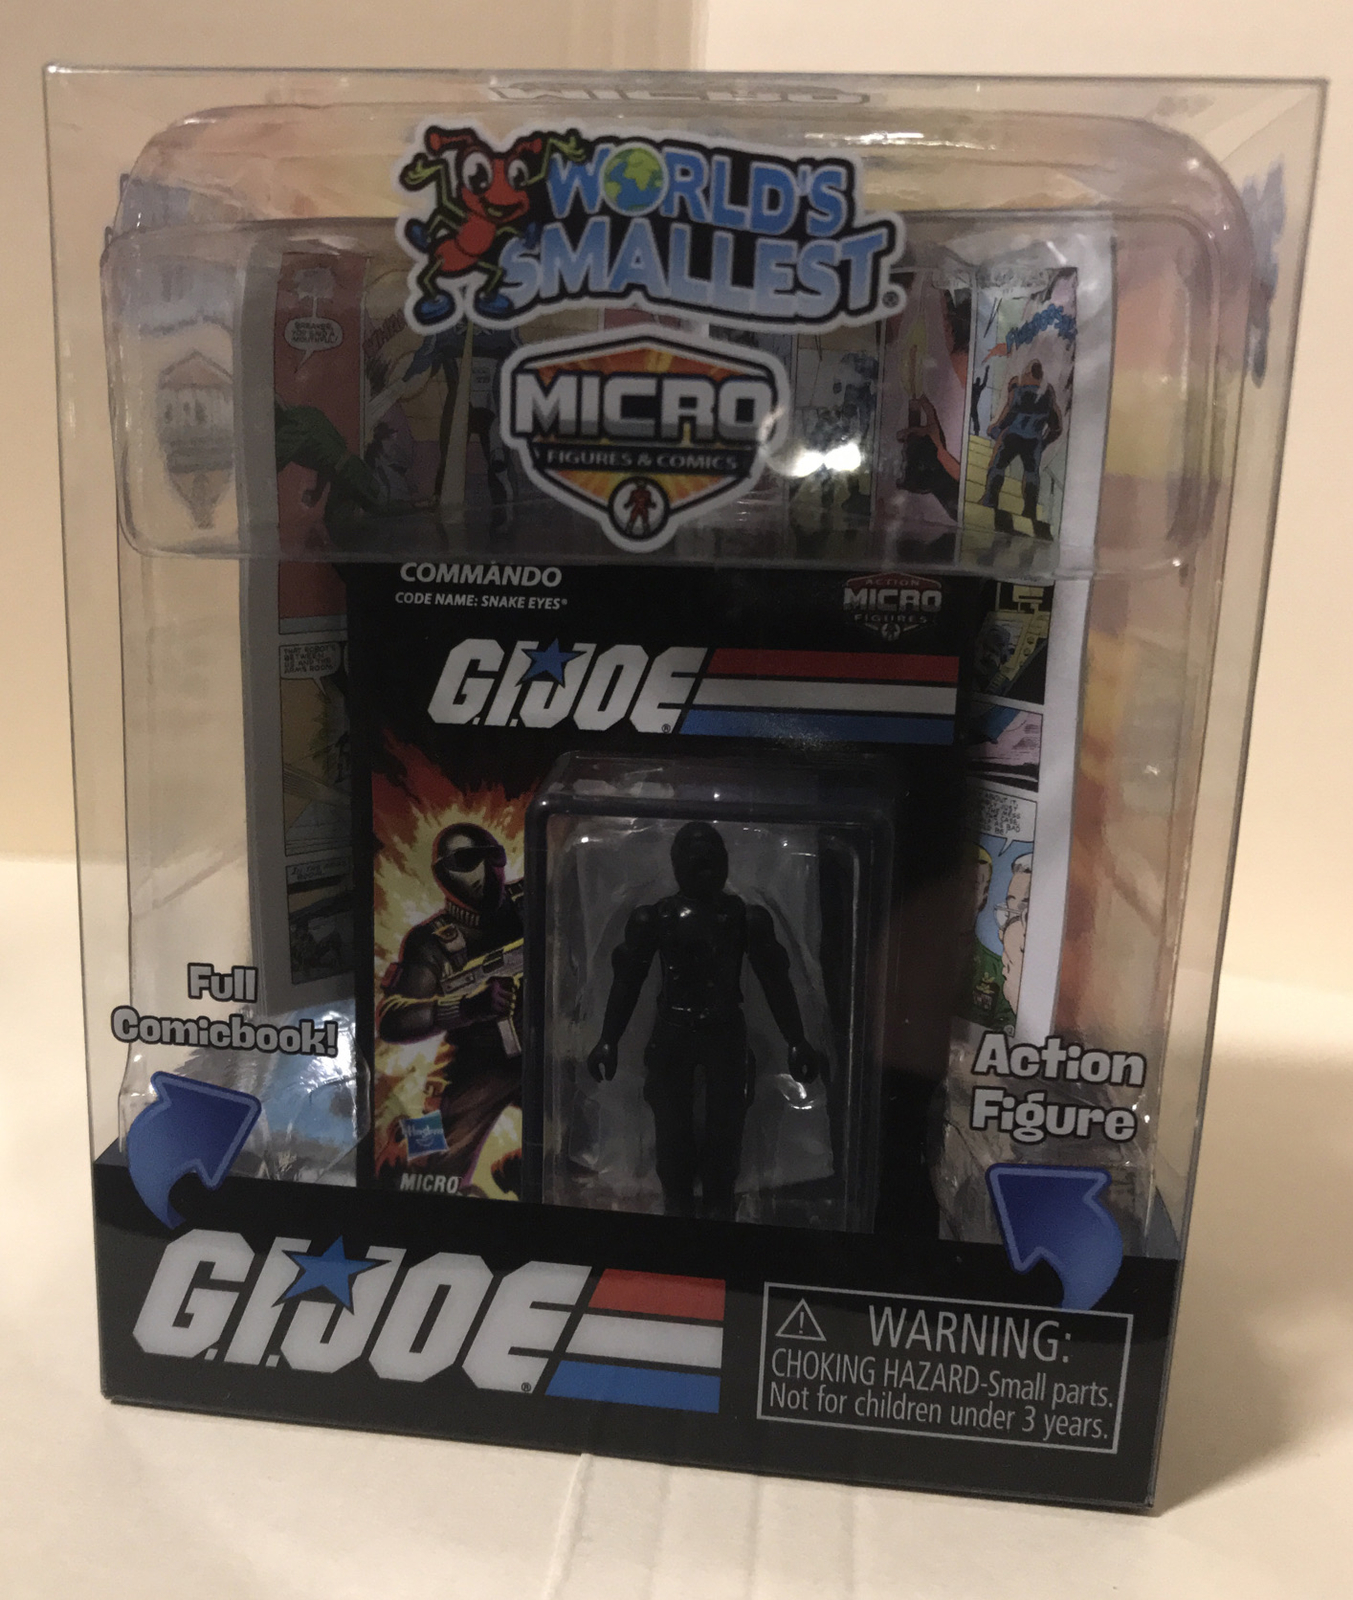 WORLD'S
SMALLEST®
MICRO
FIGURES & COMICS
COMMANDO
CODE NAME: SNAKE EYES®
ACTION
MICRO
FIGURES
G.I. JOE®
Hasbro
MICRO
Full
Comicbook!
Action
Figure
G.I. JOE®
WARNING:
CHOKING HAZARD-Small parts.
Not for children under 3 years.